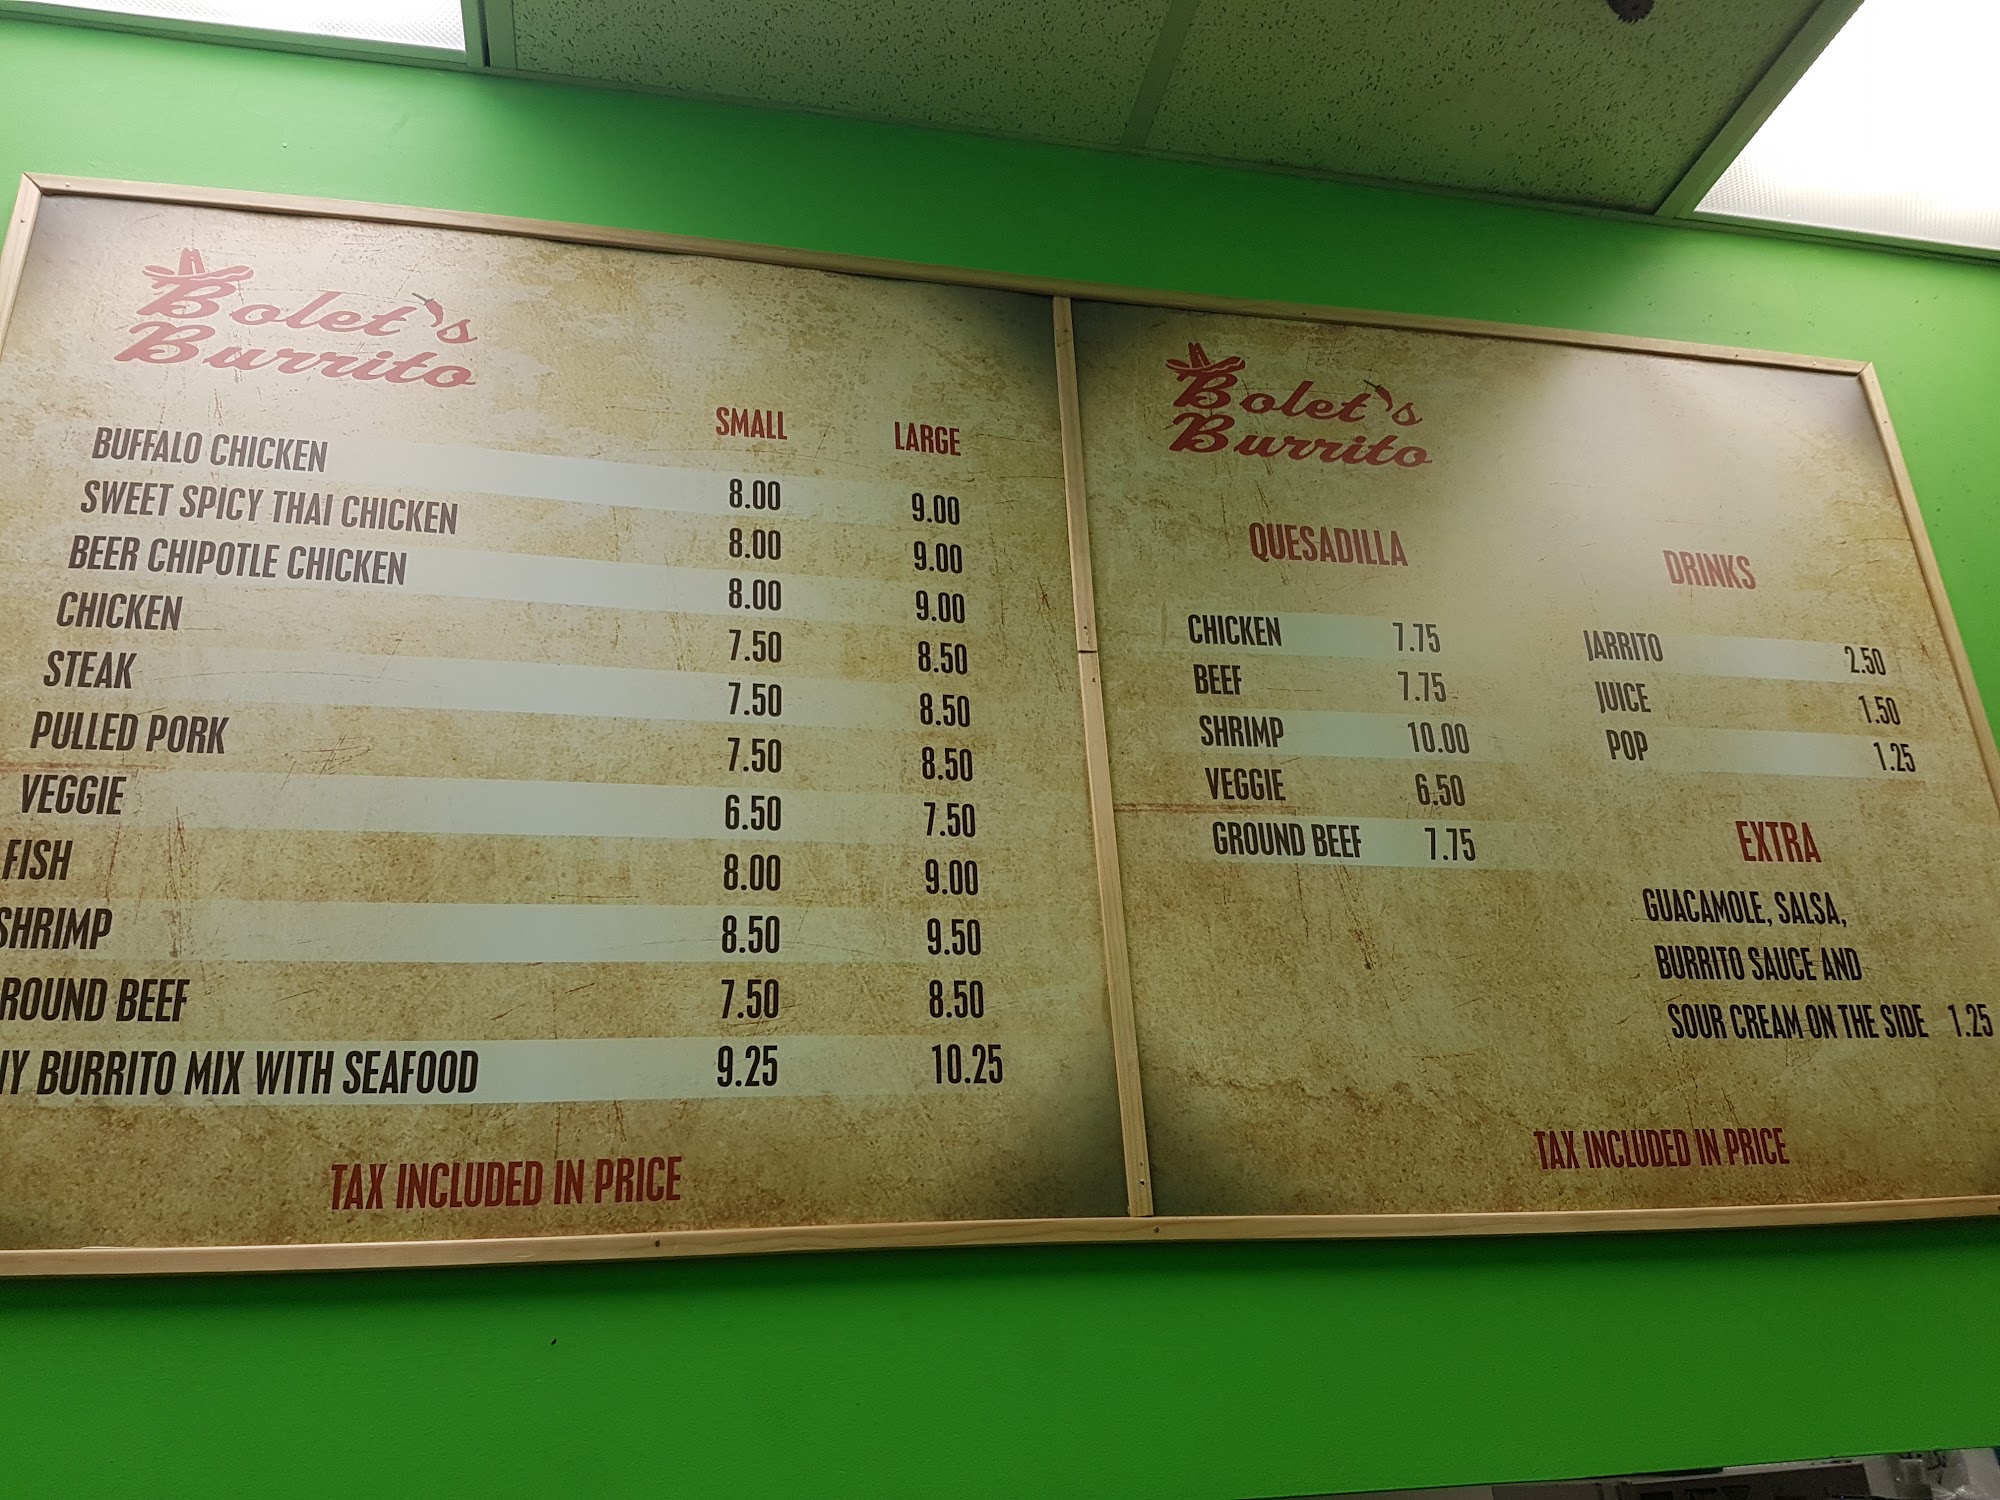 Bolet's
Burrito
SMALL LARGE
BUFFALO CHICKEN 8.00 9.00
SWEET SPICY THAI CHICKEN 8.00 9.00
BEER CHIPOTLE CHICKEN 8.00 9.00
CHICKEN 7.50 8.50
STEAK 7.50 8.50
PULLED PORK 7.50 8.50
VEGGIE 6.50 7.50
FISH 8.00 9.00
SHRIMP 8.50 9.50
ROUND BEEF 7.50 8.50
NY BURRITO MIX WITH SEAFOOD 9.25 10.25
TAX INCLUDED IN PRICE
Bolet's
Burrito
QUESADILLA
CHICKEN 7.75
BEEF 7.75
SHRIMP 10.00
VEGGIE 6.50
GROUND BEEF 7.75
DRINKS
JARRITO 2.50
JUICE 1.50
POP 1.25
EXTRA
GUACAMOLE, SALSA,
BURRITO SAUCE AND
SOUR CREAM ON THE SIDE 1.25
TAX INCLUDED IN PRICE